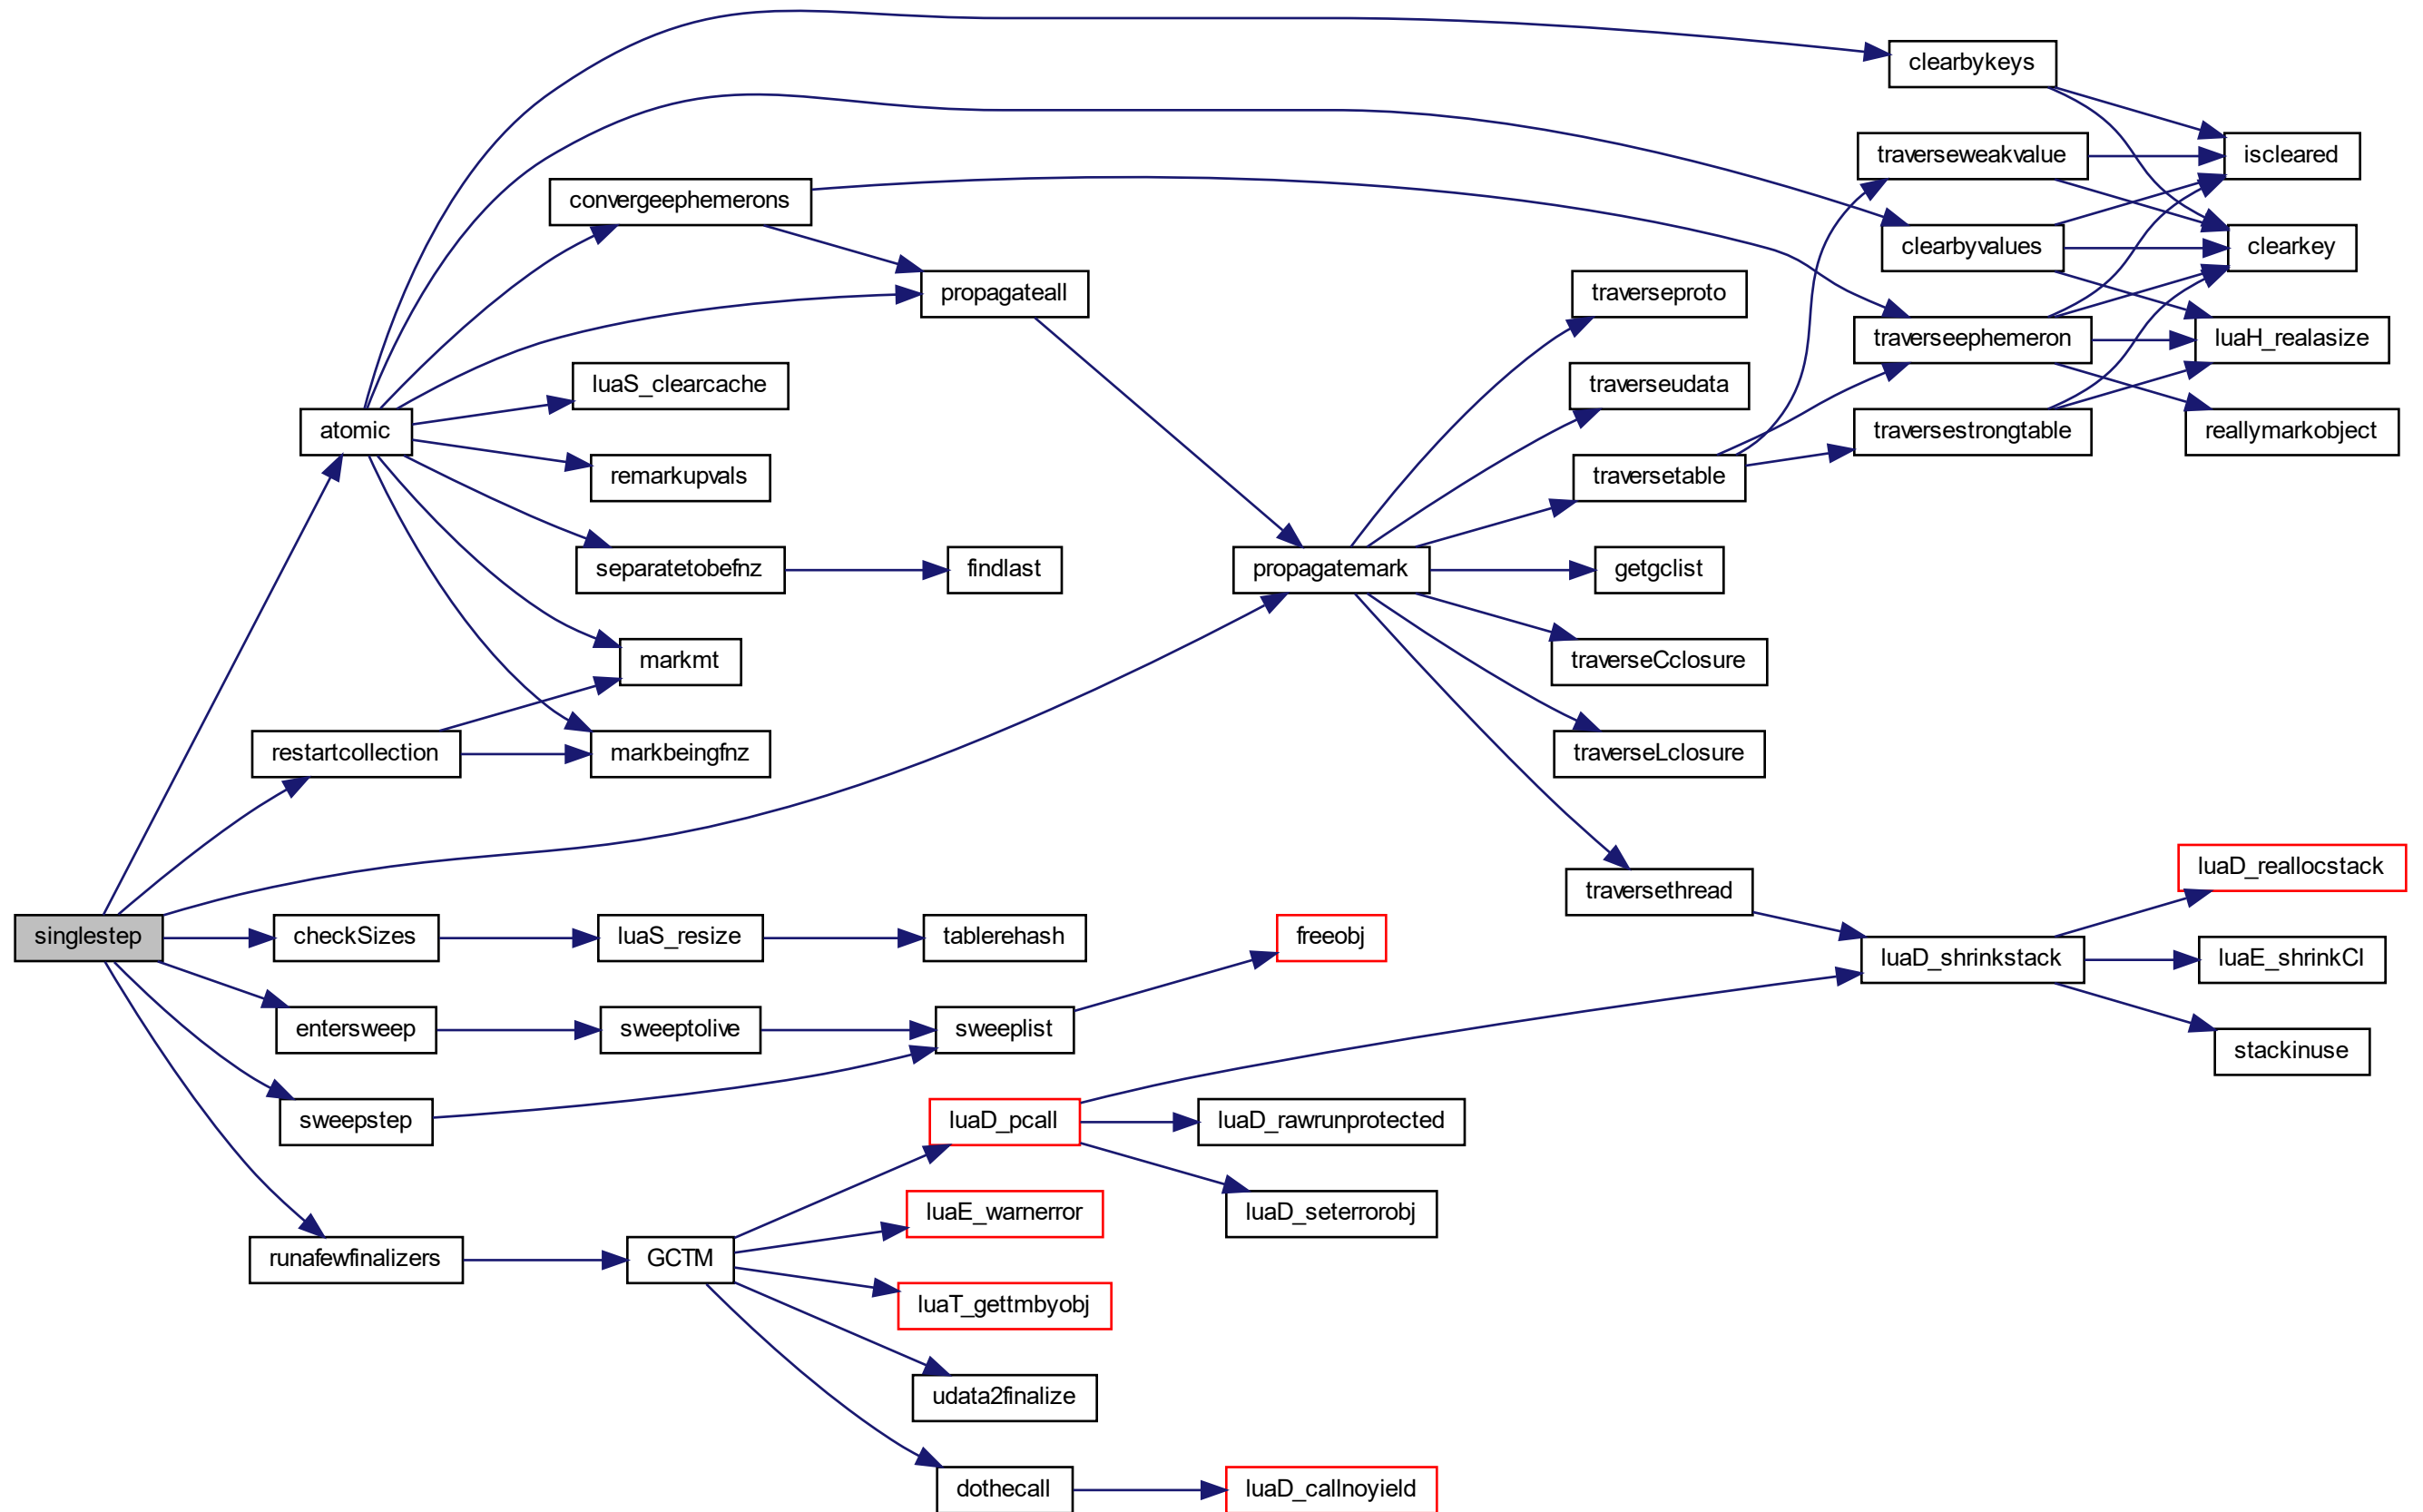 clearbykeys
traverseweakvalue
iscleared
convergeephemerons
clearbyvalues
clearkey
propagateall
traverseproto
traverseephemeron
luaH_realasize
luaS_clearcache
traverseudata
atomic
traversestrongtable
reallymarkobject
remarkupvals
traversetable
separatetobefnz
findlast
propagatemark
getgclist
markmt
traverseCclosure
restartcollection
markbeingfnz
traverseLclosure
luaD_reallocstack
traversethread
singlestep
checkSizes
luaS_resize
tablerehash
freeobj
luaD_shrinkstack
luaE_shrinkCI
entersweep
sweeptolive
sweeplist
stackinuse
sweepstep
luaD_pcall
luaD_rawrunprotected
luaE_warnerror
luaD_seterrorobj
runafewfinalizers
GCTM
luaT_gettmbyobj
udata2finalize
dothecall
luaD_callnoyield